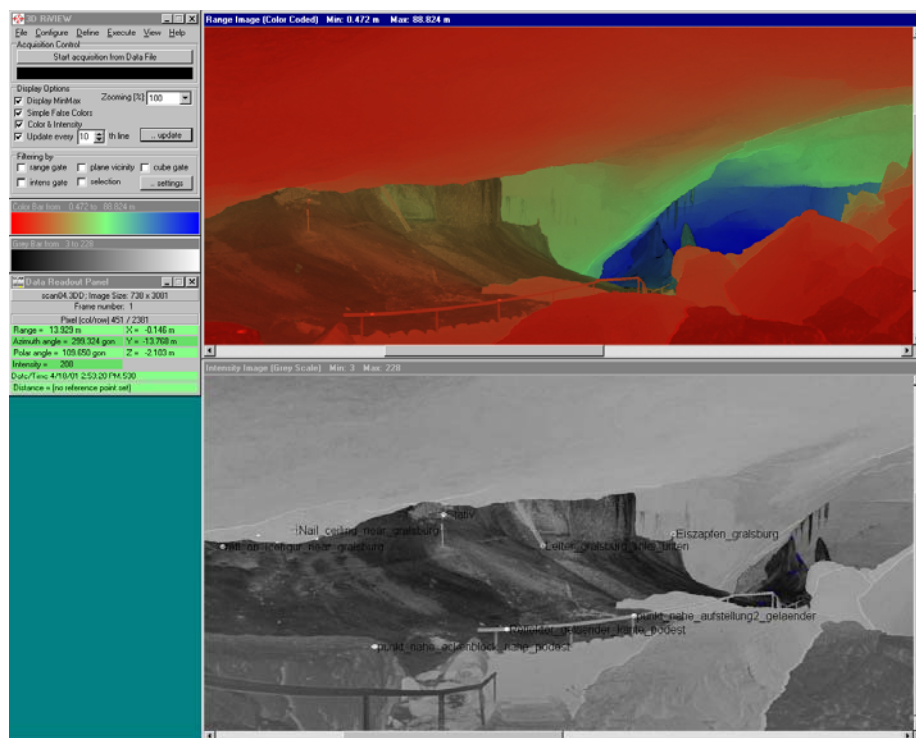 3D RiVIEW
File Configure Define Execute View Help
Acquisition Control
Start acquisition from Data File
Display Options
Display MinMax
Zooming [%]: 100
Simple False Colors
Color & Intensity
Update every 10 th line .. update
Filtering by
range gate plane vicinity cube gate
intens gate selection .. settings
Color Bar from 0.472 to 88.824 m
Grey Bar from 3 to 228
Data Readout Panel
scan04.3DD; Image Size: 738 x 3081
Frame number: 1
Pixel (col/row) 451 / 2381
Range = 13.929 m X = -0.146 m
Azimuth angle = 299.324 gon Y = -13.768 m
Polar angle = 109.650 gon Z = -2.103 m
Intensity = 208
Date/Time 4/18/01 2:53:20 PM:530
Distance = (no reference point set)
Range Image (Color Coded) Min: 0.472 m Max: 88.824 m
Intensity Image (Grey Scale) Min: 3 Max: 228
Stativ
Nail_ceiling_near_gralsburg
Eiszapfen_gralsburg
Leiter_gralsburg_links_unten
punkt_nahe_aufstellung2_gelaender
Reflektor_gelaender_kante_podest
punkt_nahe_eckenblock_nahe_podest